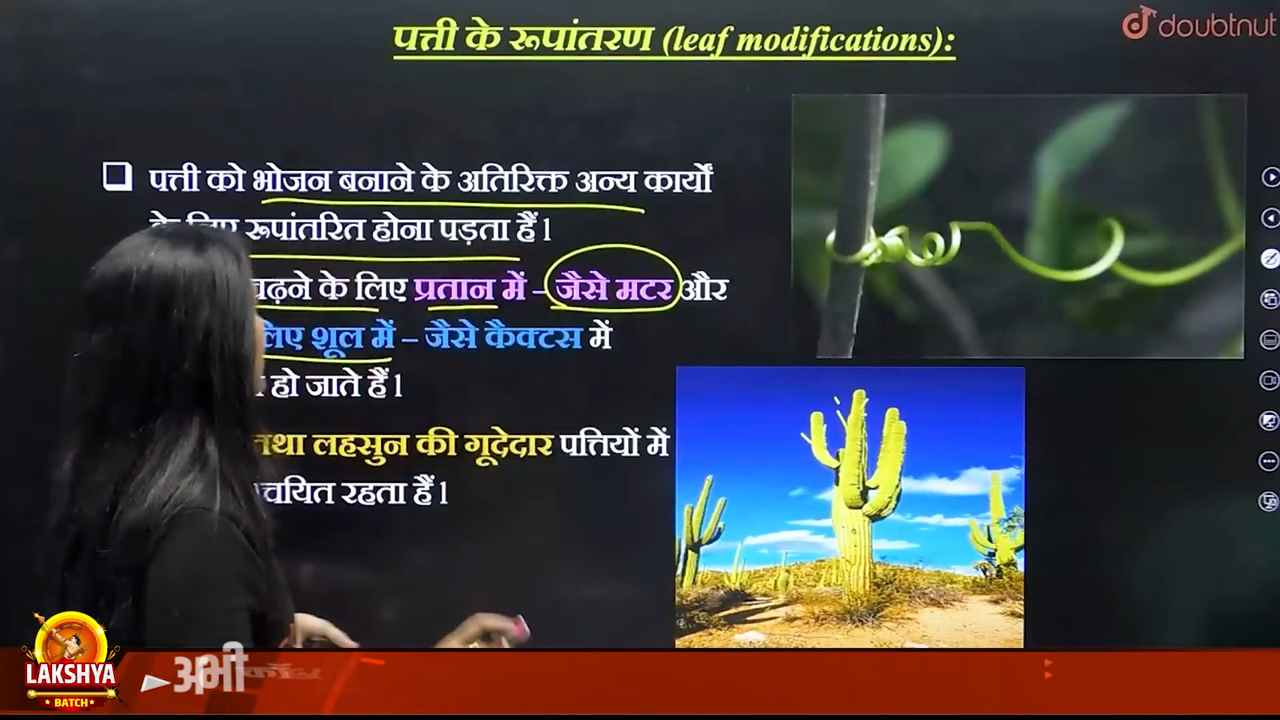 पत्ती के रूपांतरण (leaf modifications):
doubtnut
❑ पत्ती को भोजन बनाने के अतिरिक्त अन्य कार्यों
के लिए रूपांतरित होना पड़ता हैं।
चढ़ने के लिए प्रतान में – जैसे मटर और
लिए शूल में – जैसे कैक्टस में
हो जाते हैं।
तथा लहसुन की गूदेदार पत्तियों में
रहता हैं।
LAKSHYA
BATCH
अभी